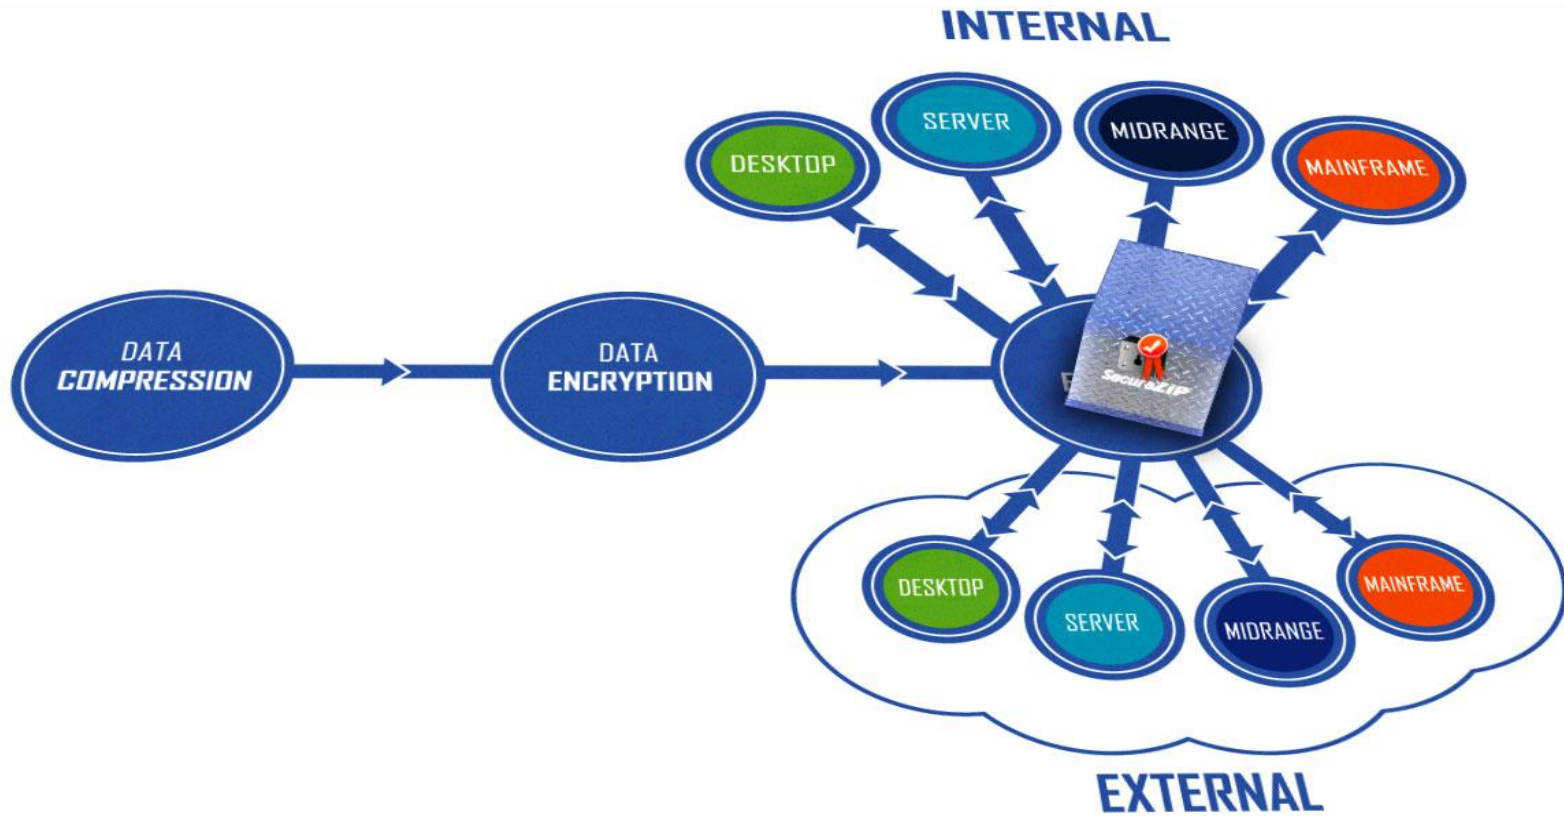 INTERNAL
DESKTOP
SERVER
MIDRANGE
MAINFRAME
DATA
COMPRESSION
DATA
ENCRYPTION
SecureZIP
DESKTOP
SERVER
MIDRANGE
MAINFRAME
EXTERNAL